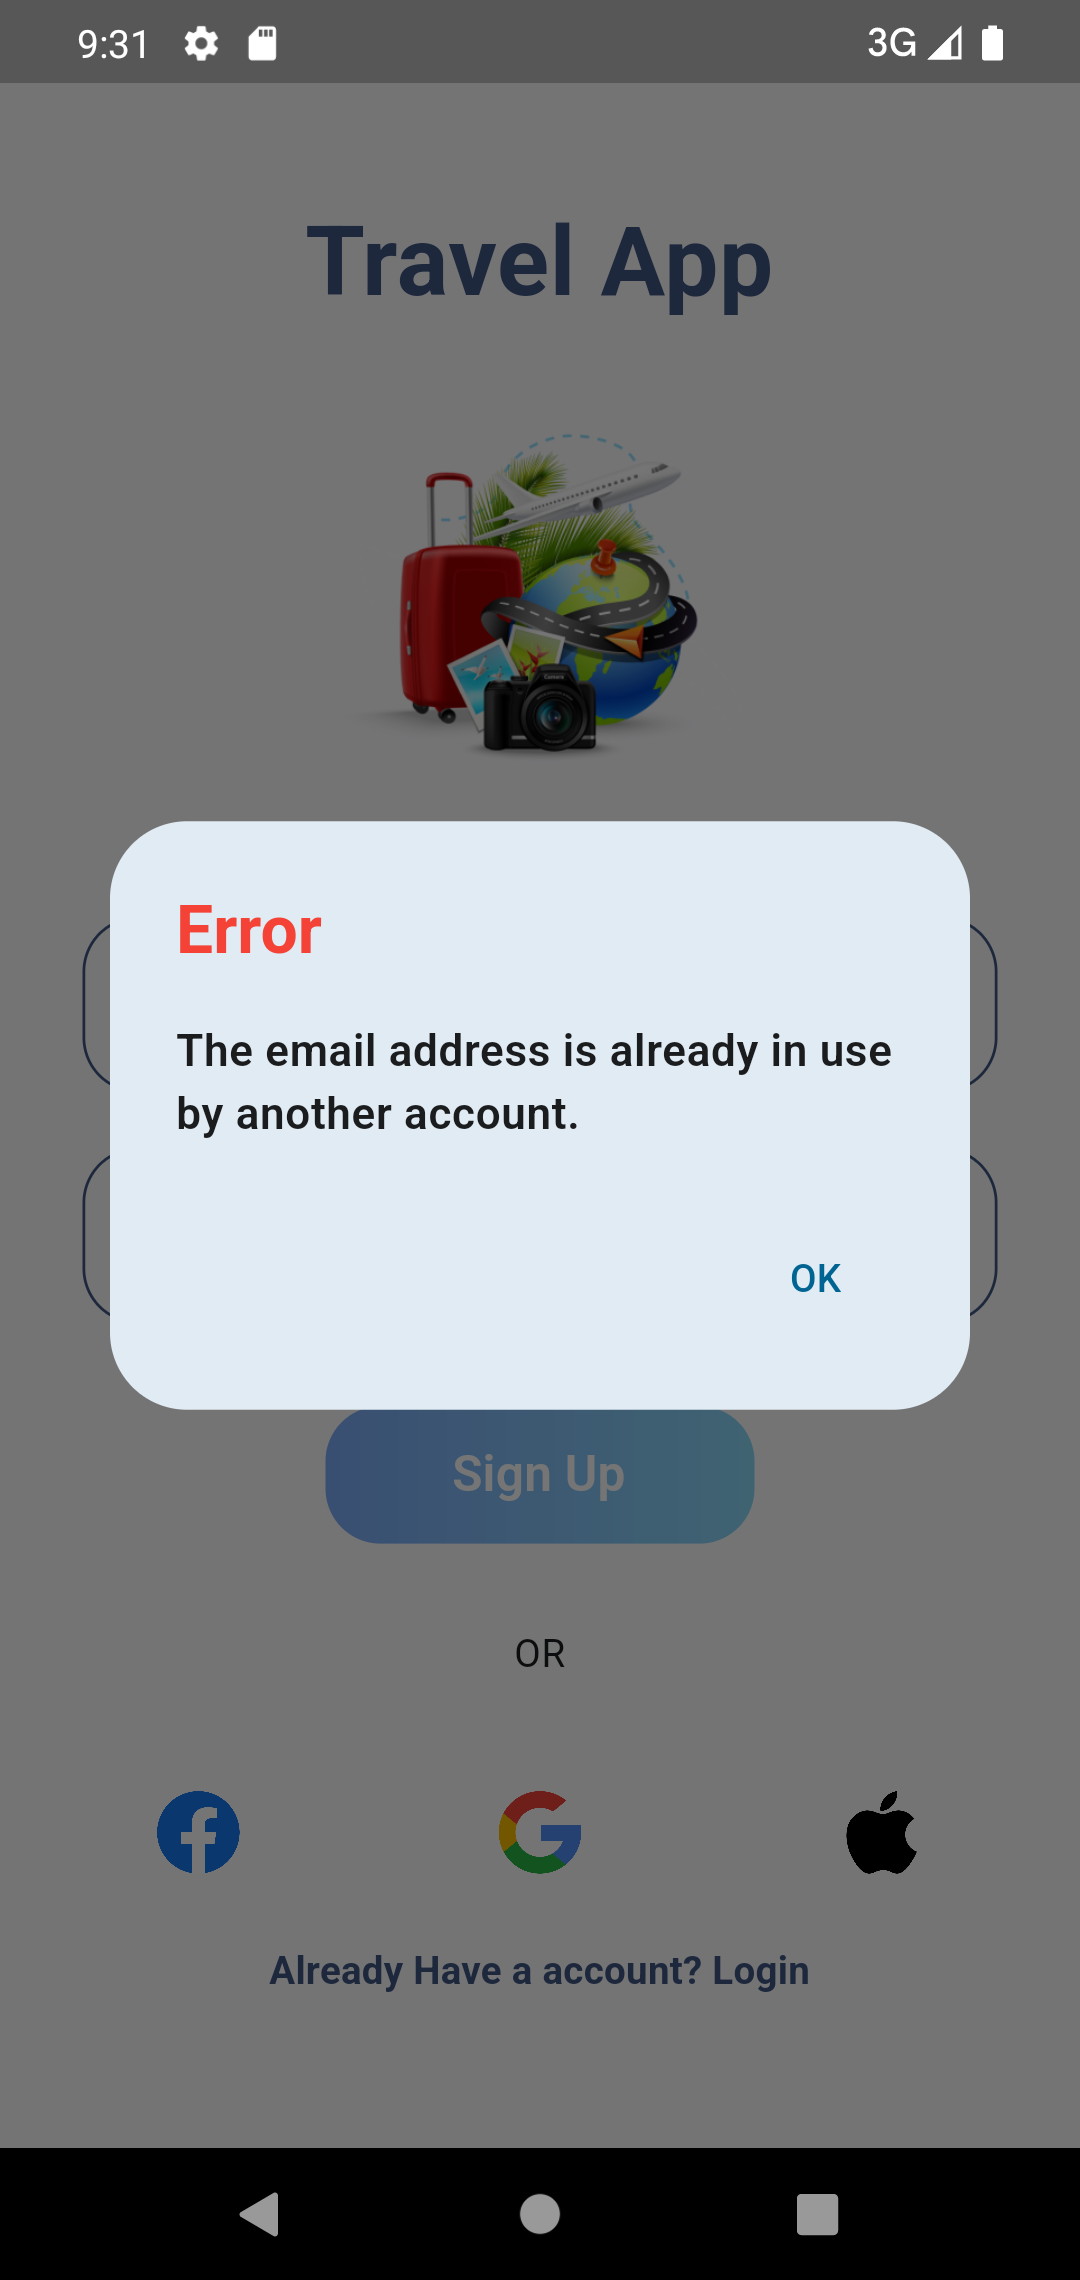 9:31
3G
Travel App
Error
The email address is already in use
by another account.
OK
Sign Up
OR
Already Have a account? Login